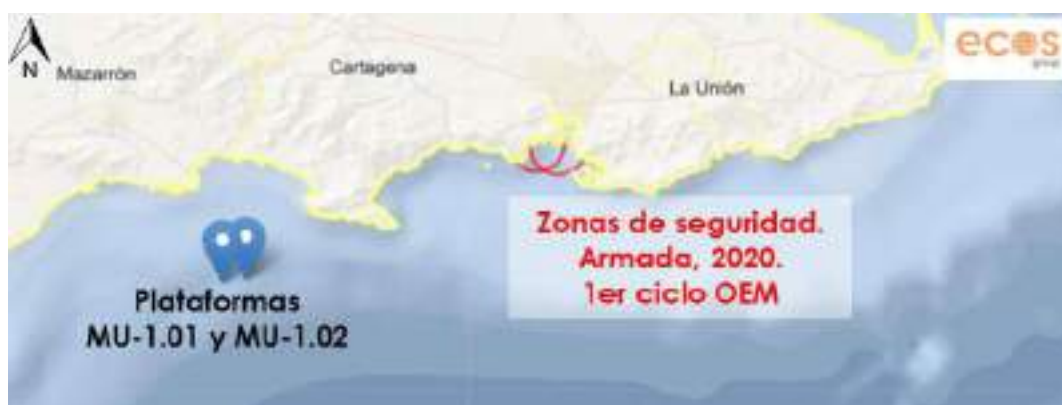 N
Mazarrón
Cartagena
La Unión
ecos
group
Zonas de seguridad.
Armada, 2020.
1er ciclo OEM
Plataformas
MU-1.01 y MU-1.02